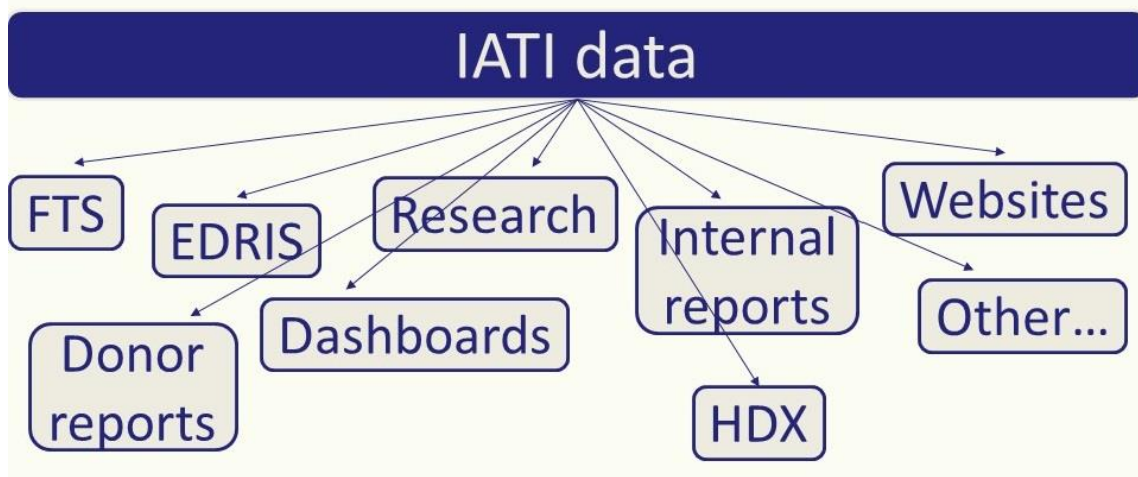 IATI data
FTS
EDRIS
Research
Internal
reports
Websites
Donor
reports
Dashboards
HDX
Other...